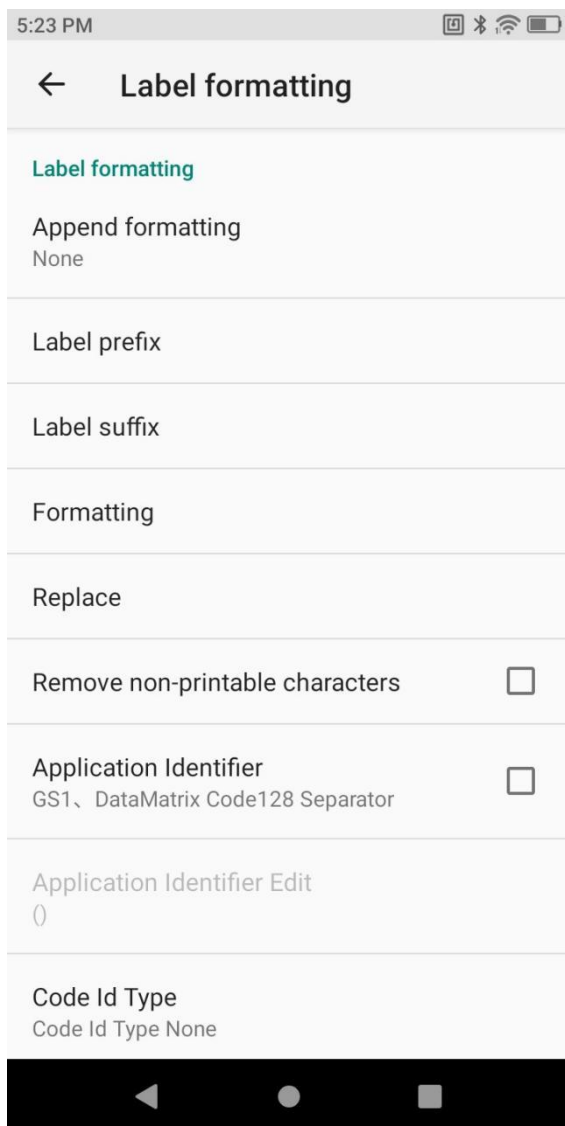 5:23 PM
Label formatting
Label formatting
Append formatting
None
Label prefix
Label suffix
Formatting
Replace
Remove non-printable characters
Application Identifier
GS1、DataMatrix Code128 Separator
Application Identifier Edit
()
Code Id Type
Code Id Type None